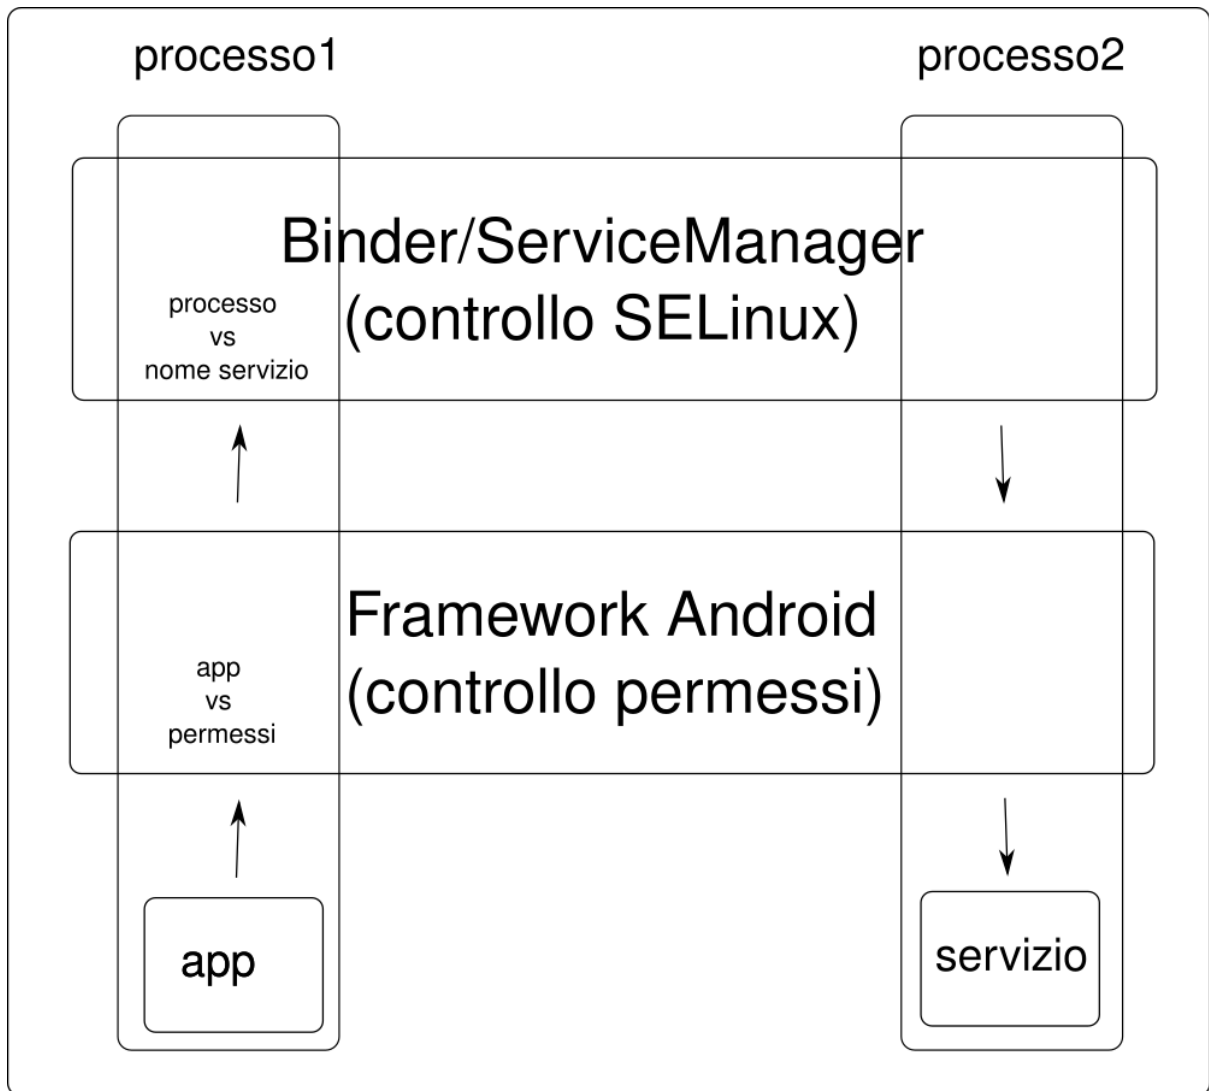 processo1
processo2
Binder/ServiceManager
(controllo SELinux)
processo
vs
nome servizio
Framework Android
(controllo permessi)
app
vs
permessi
app
servizio